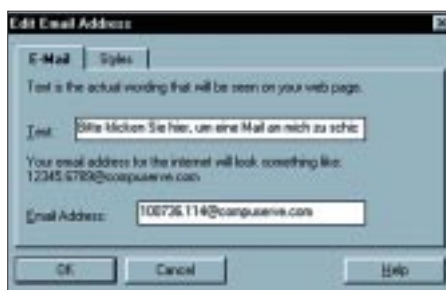 Edit Email Address
E-Mail Styles
Text is the actual wording that will be seen on your web page.
Text: Bitte klicken Sie hier, um eine Mail an mich zu schic
Your email address for the internet will look something like:
12345.6789@compuserve.com
Email Address: 100736.114@compuserve.com
OK Cancel Help